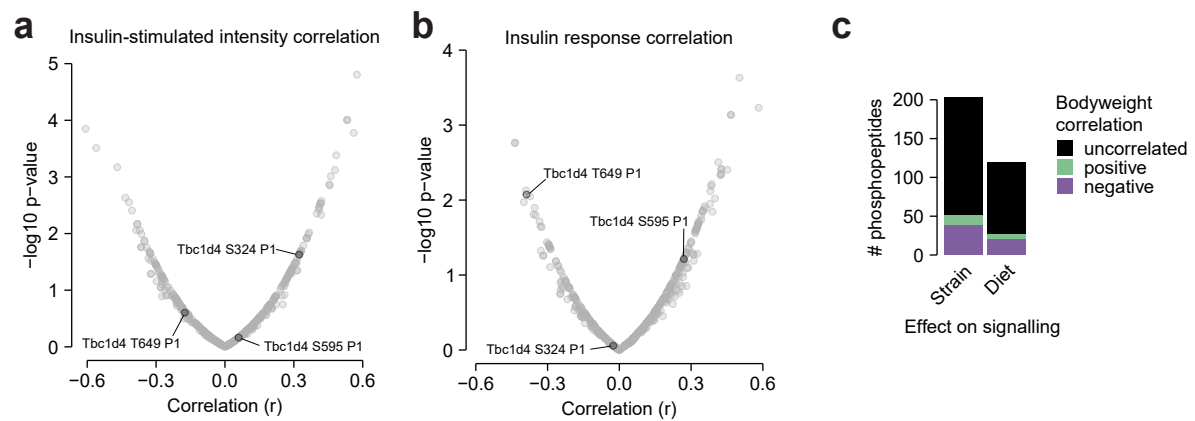 a
Insulin-stimulated intensity correlation
5
4
3
2
1
0
−log10 p−value
Tbc1d4 S324 P1
Tbc1d4 T649 P1
Tbc1d4 S595 P1
−0.6
−0.3
0.0
0.3
0.6
Correlation (r)
b
Insulin response correlation
4
3
2
1
0
−log10 p−value
Tbc1d4 T649 P1
Tbc1d4 S595 P1
Tbc1d4 S324 P1
−0.6
−0.3
0.0
0.3
0.6
Correlation (r)
c
# phosphopeptides
200
150
100
50
0
Strain
Diet
Effect on signalling
Bodyweight
correlation
uncorrelated
positive
negative